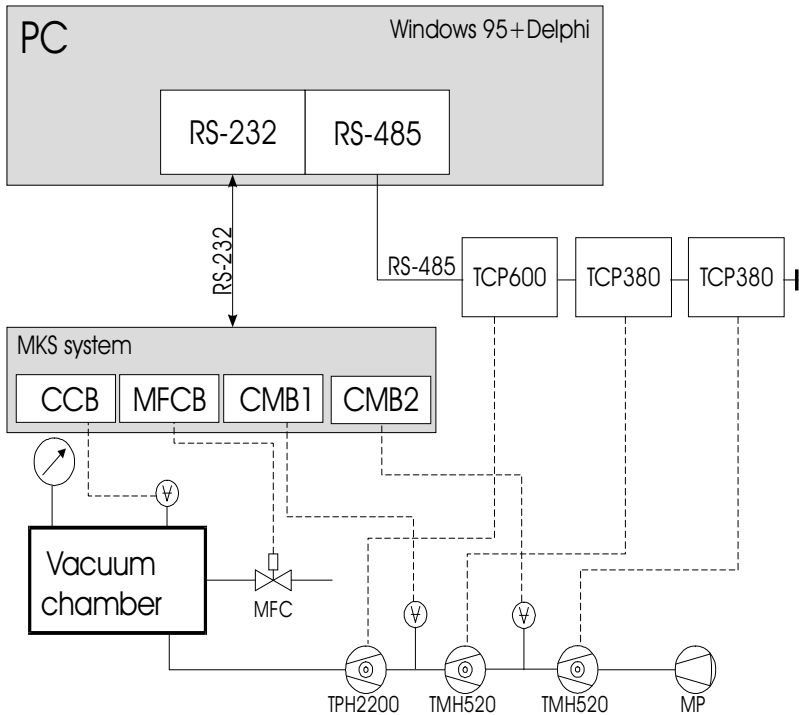 PC
Windows 95+Delphi
RS-232
RS-485
RS-232
RS-485
TCP600
TCP380
TCP380
MKS system
CCB
MFCB
CMB1
CMB2
Vacuum
chamber
MFC
TPH2200
TMH520
TMH520
MP